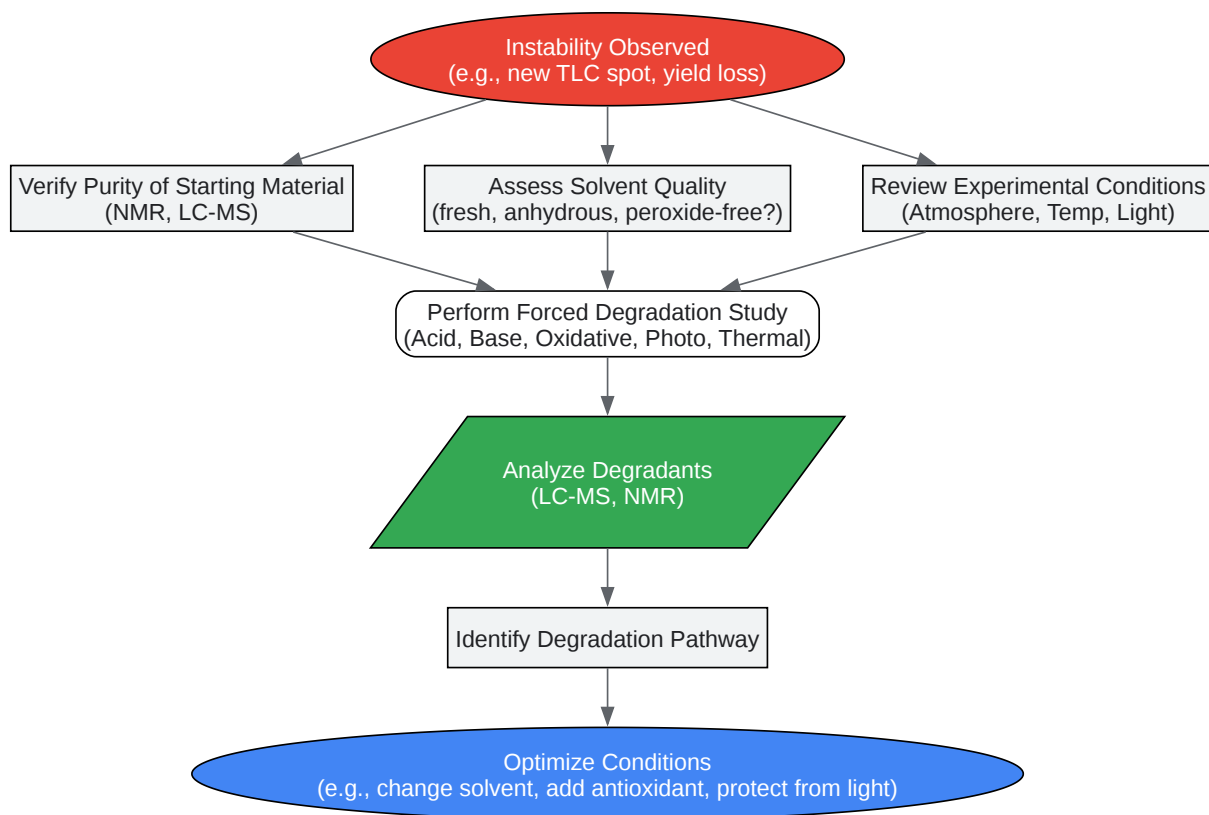 Instability Observed
(e.g., new TLC spot, yield loss)
Verify Purity of Starting Material
(NMR, LC-MS)
Assess Solvent Quality
(fresh, anhydrous, peroxide-free?)
Review Experimental Conditions
(Atmosphere, Temp, Light)
Perform Forced Degradation Study
(Acid, Base, Oxidative, Photo, Thermal)
Analyze Degradants
(LC-MS, NMR)
Identify Degradation Pathway
Optimize Conditions
(e.g., change solvent, add antioxidant, protect from light)